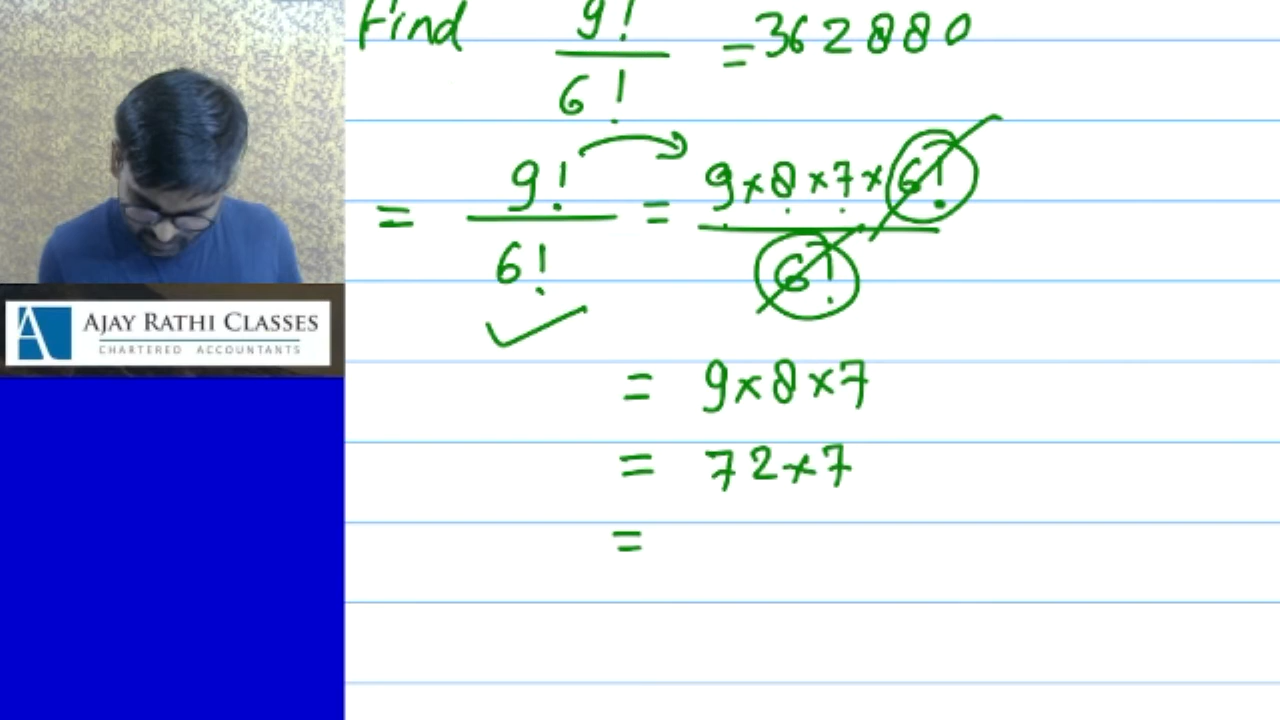 Find 9! / 6! = 362880
= 9! / 6! = 9×8×7×6! / 6!
= 9×8×7
= 72×7
=
AJAY RATHI CLASSES
CHARTERED ACCOUNTANTS